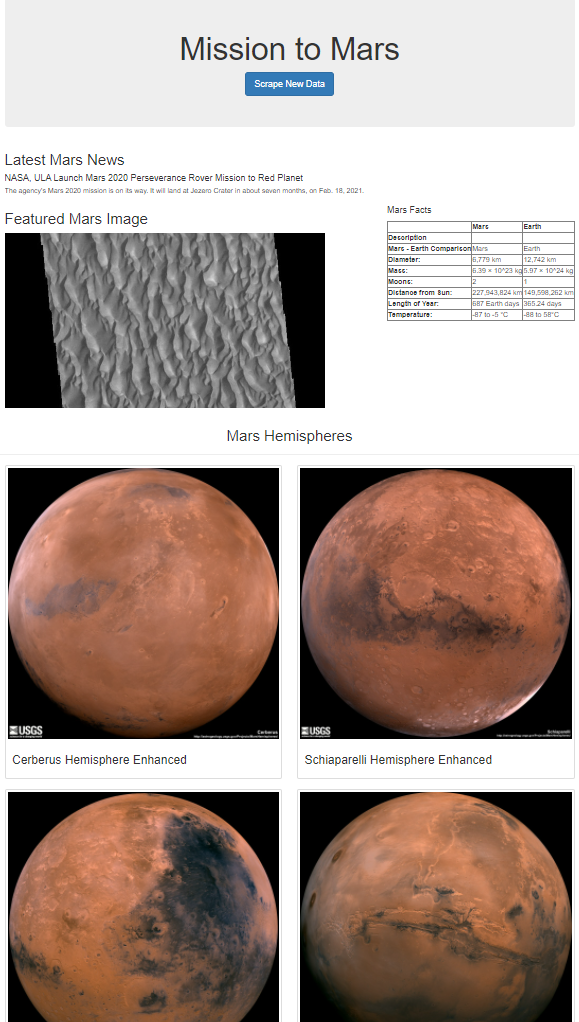 Mission to Mars
Scrape New Data
Latest Mars News
NASA, ULA Launch Mars 2020 Perseverance Rover Mission to Red Planet
The agency's Mars 2020 mission is on its way. It will land at Jezero Crater in about seven months, on Feb. 18, 2021.
Featured Mars Image
Mars Facts
Mars Earth
Description
Mars - Earth Comparison Mars Earth
Diameter: 6,779 km 12,742 km
Mass: 6.39 × 10^23 kg 5.97 × 10^24 kg
Moons: 2 1
Distance from Sun: 227,943,824 km 149,598,262 km
Length of Year: 687 Earth days 365.24 days
Temperature: -87 to -5 °C -88 to 58°C
Mars Hemispheres
USGS
Cerberus
USGS
Schiaparelli
Cerberus Hemisphere Enhanced
Schiaparelli Hemisphere Enhanced